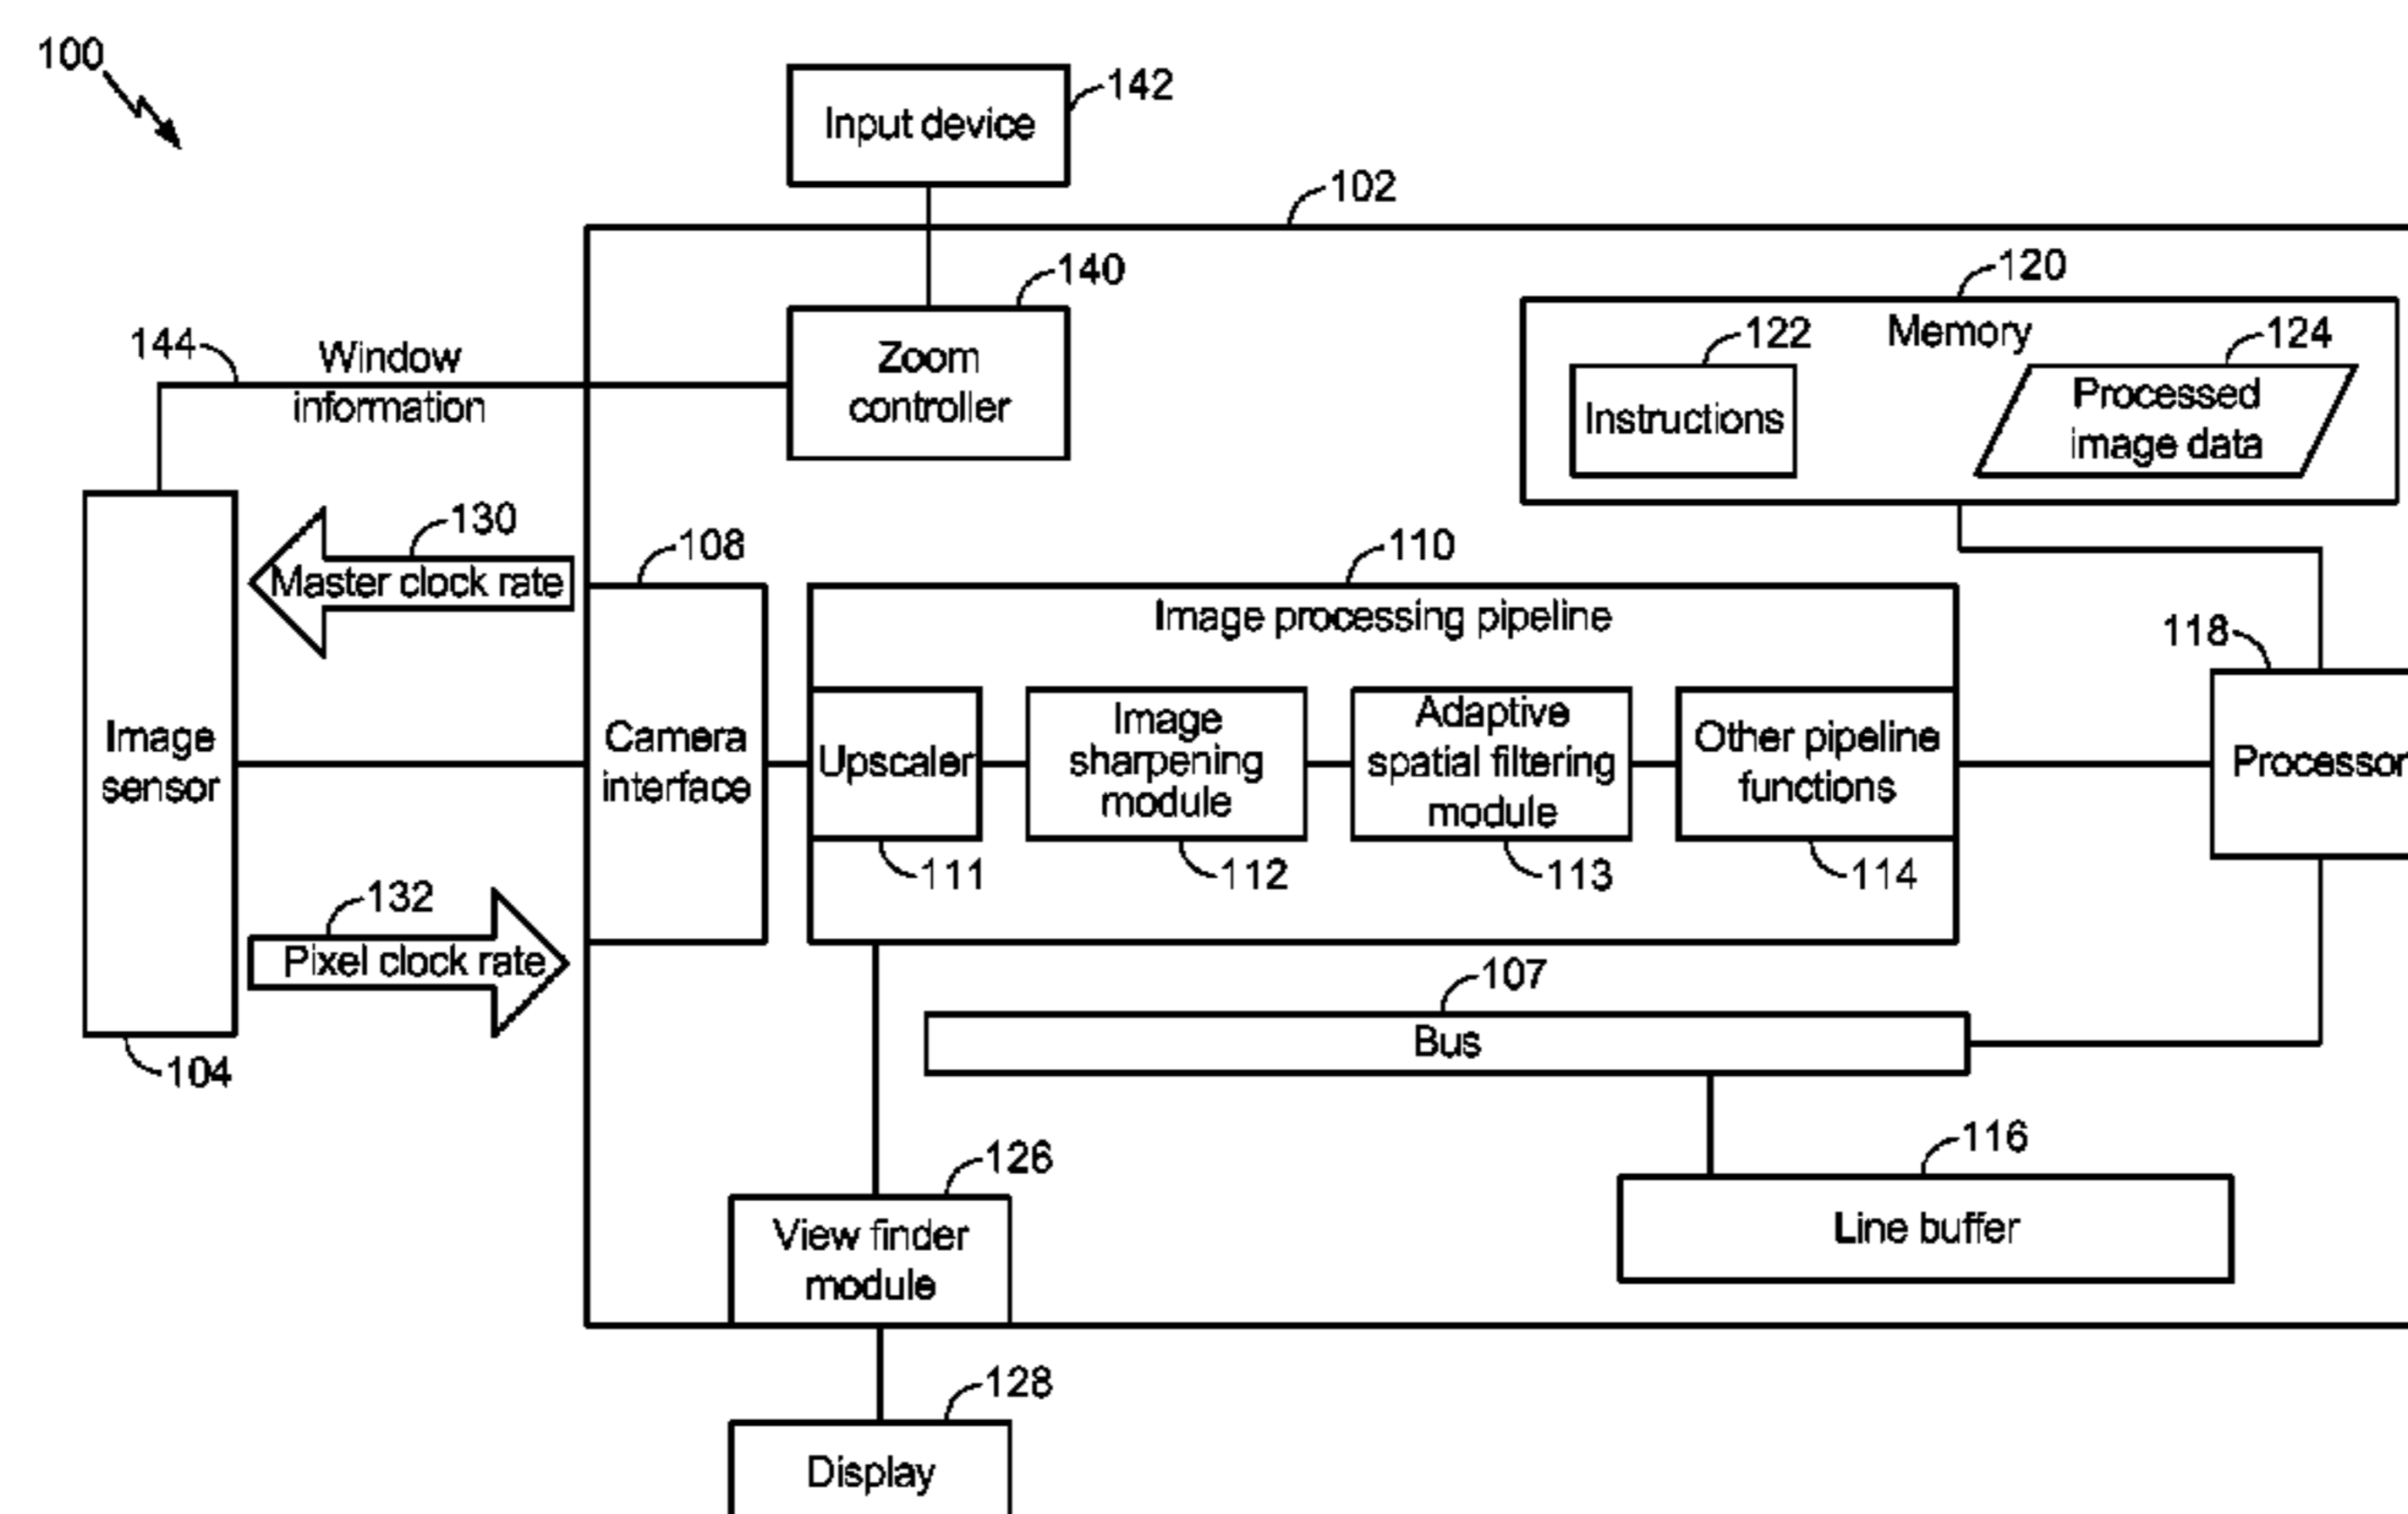 100
142
Input device
102
140
120
144
Window
information
Zoom
controller
122
Memory
124
Instructions
Processed
image data
130
Master clock rate
108
110
Image processing pipeline
118
Image
sensor
Camera
interface
Upscaler
Image
sharpening
module
Adaptive
spatial filtering
module
Other pipeline
functions
Processor
111
112
113
114
132
Pixel clock rate
107
Bus
104
126
116
View finder
module
Line buffer
128
Display